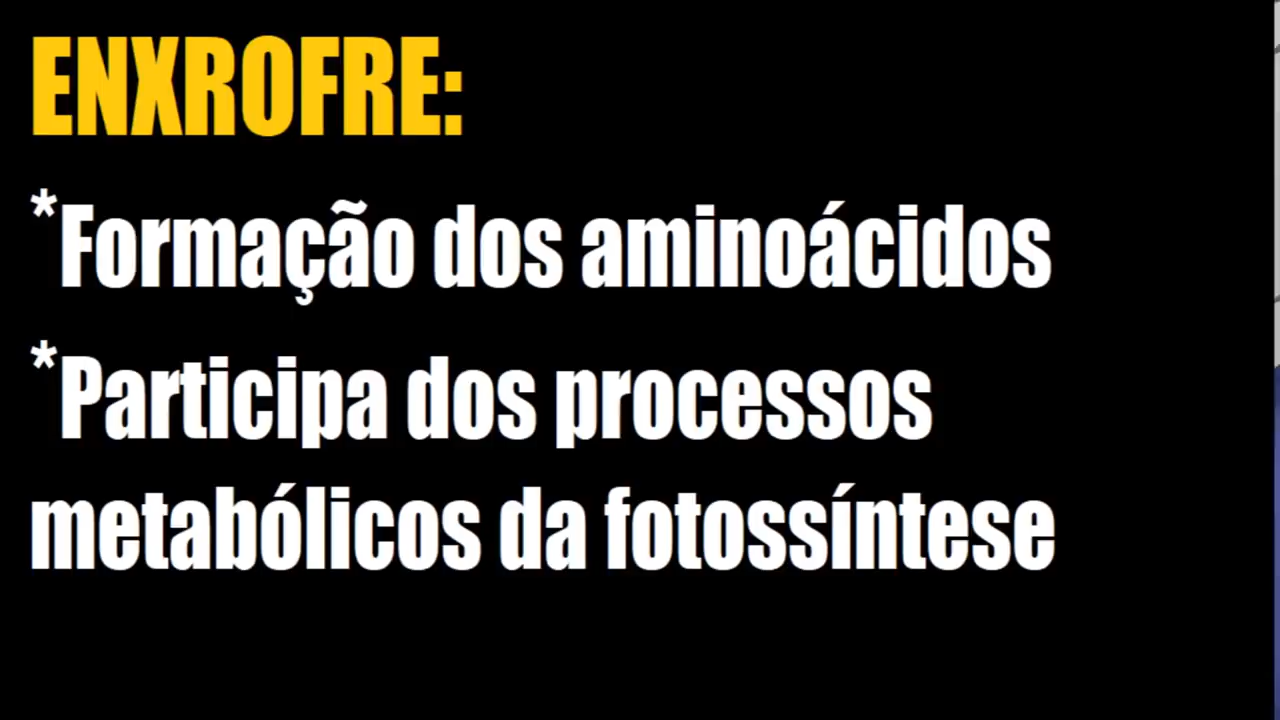 ENXROFRE:
*Formação dos aminoácidos
*Participa dos processos
metabólicos da fotossíntese